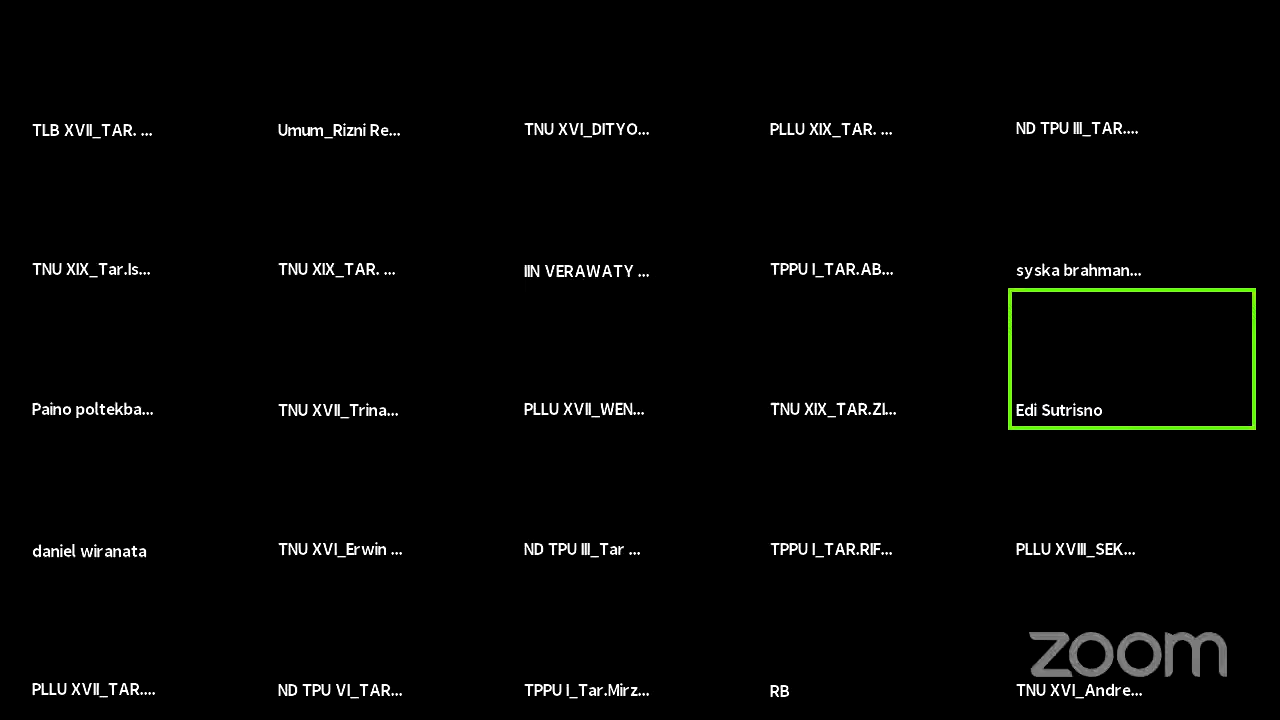 TLB XVII_TAR. ...
Umum_Rizni Re...
TNU XVI_DITYO...
PLLU XIX_TAR. ...
ND TPU III_TAR....
TNU XIX_Tar.Is...
TNU XIX_TAR. ...
IIN VERAWATY ...
TPPU I_TAR.AB...
syska brahman...
Paino poltekba...
TNU XVII_Trina...
PLLU XVII_WEN...
TNU XIX_TAR.ZI...
Edi Sutrisno
daniel wiranata
TNU XVI_Erwin ...
ND TPU III_Tar ...
TPPU I_TAR.RIF...
PLLU XVIII_SEK...
zoom
PLLU XVII_TAR....
ND TPU VI_TAR...
TPPU I_Tar.Mirz...
RB
TNU XVI_Andre...